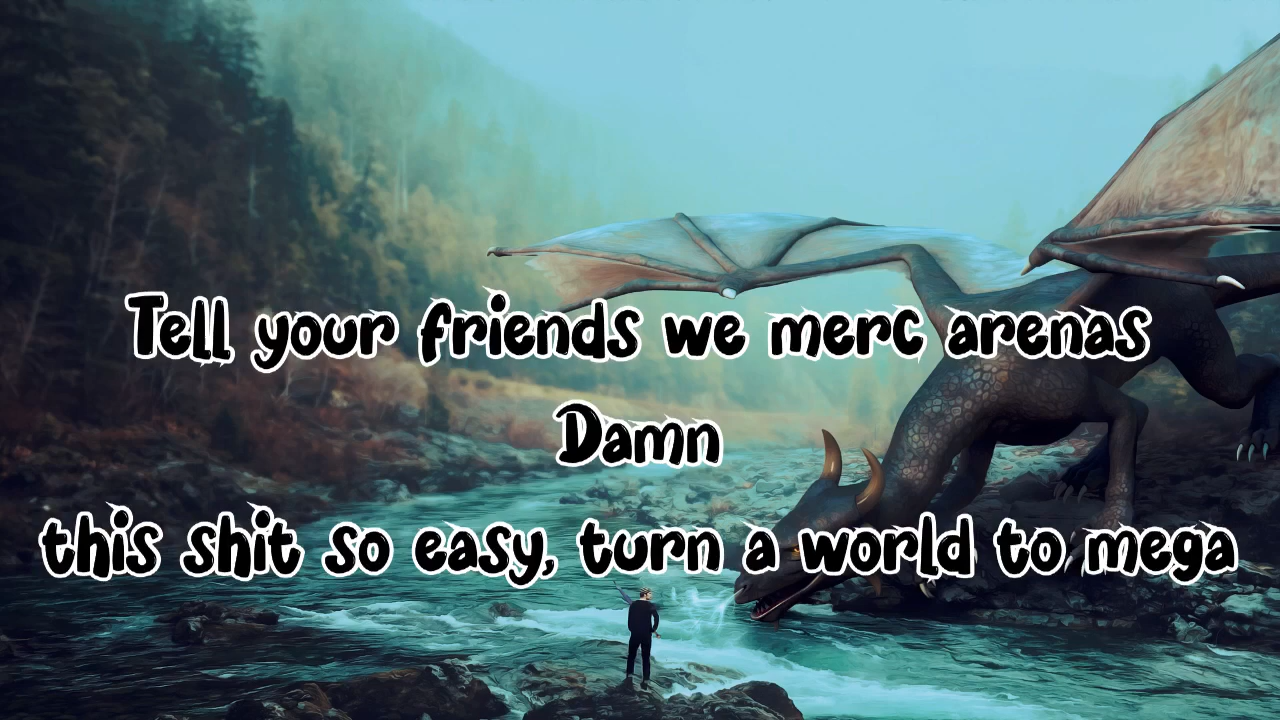 Tell your friends we merc arenas
Damn
this shit so easy, turn a world to mega